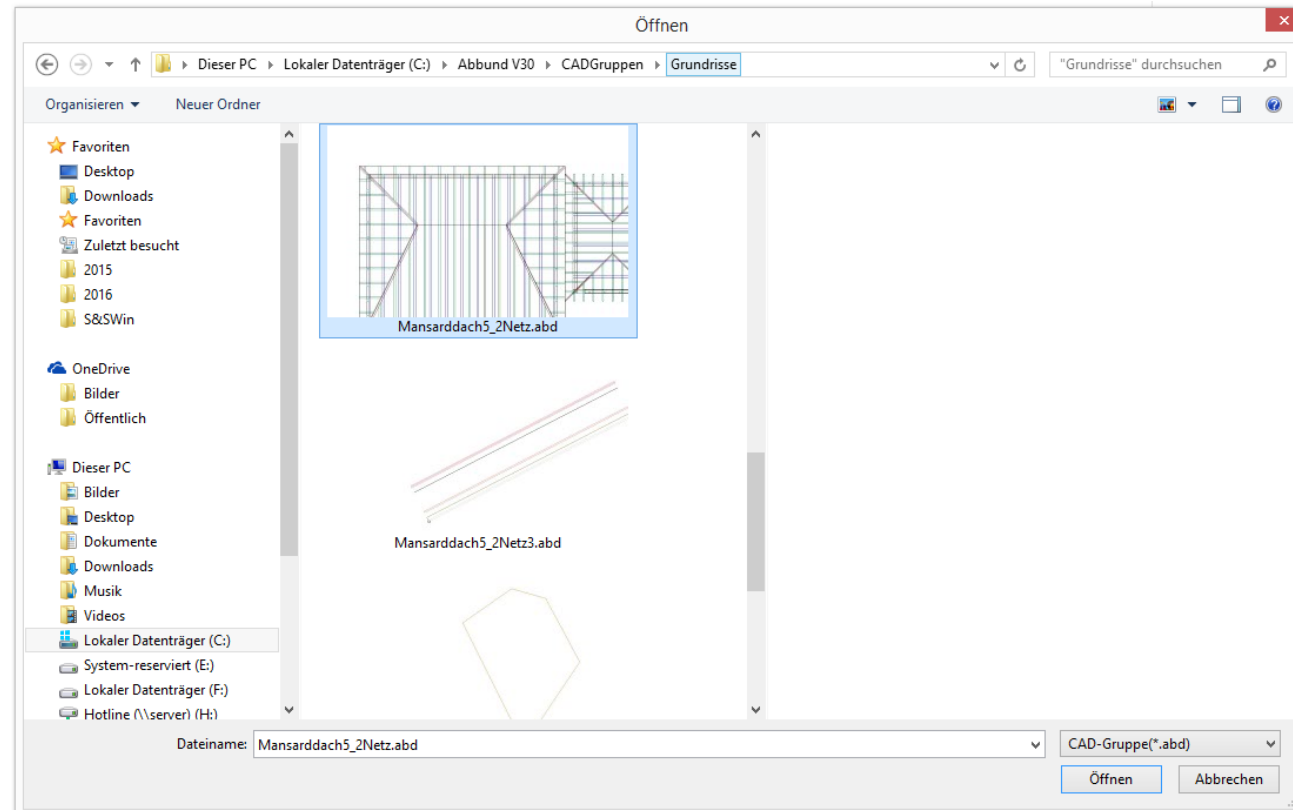 Öffnen
Dieser PC Lokaler Datenträger (C:) Abbund V30 CADGruppen Grundrisse
"Grundrisse" durchsuchen
Organisieren Neuer Ordner
Favoriten
Desktop
Downloads
Favoriten
Zuletzt besucht
2015
2016
S&SWin
OneDrive
Bilder
Öffentlich
Dieser PC
Bilder
Desktop
Dokumente
Downloads
Musik
Videos
Lokaler Datenträger (C:)
System-reserviert (E:)
Lokaler Datenträger (F:)
Hotline (\\server) (H:)
Mansarddach5_2Netz.abd
Mansarddach5_2Netz3.abd
Dateiname: Mansarddach5_2Netz.abd
CAD-Gruppe(*.abd)
Öffnen Abbrechen